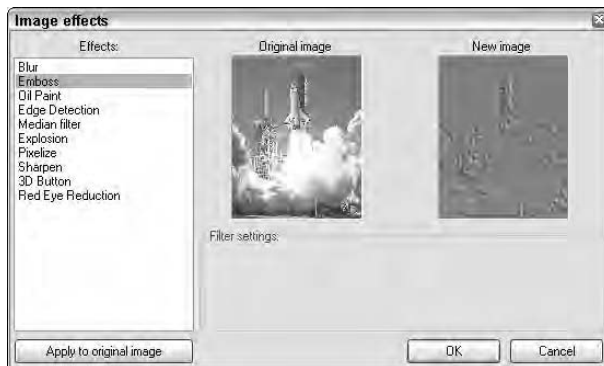 Image effects
Effects:
Blur
Emboss
Oil Paint
Edge Detection
Median filter
Explosion
Pixelize
Sharpen
3D Button
Red Eye Reduction
Original image
New image
Filter settings:
Apply to original image
OK
Cancel